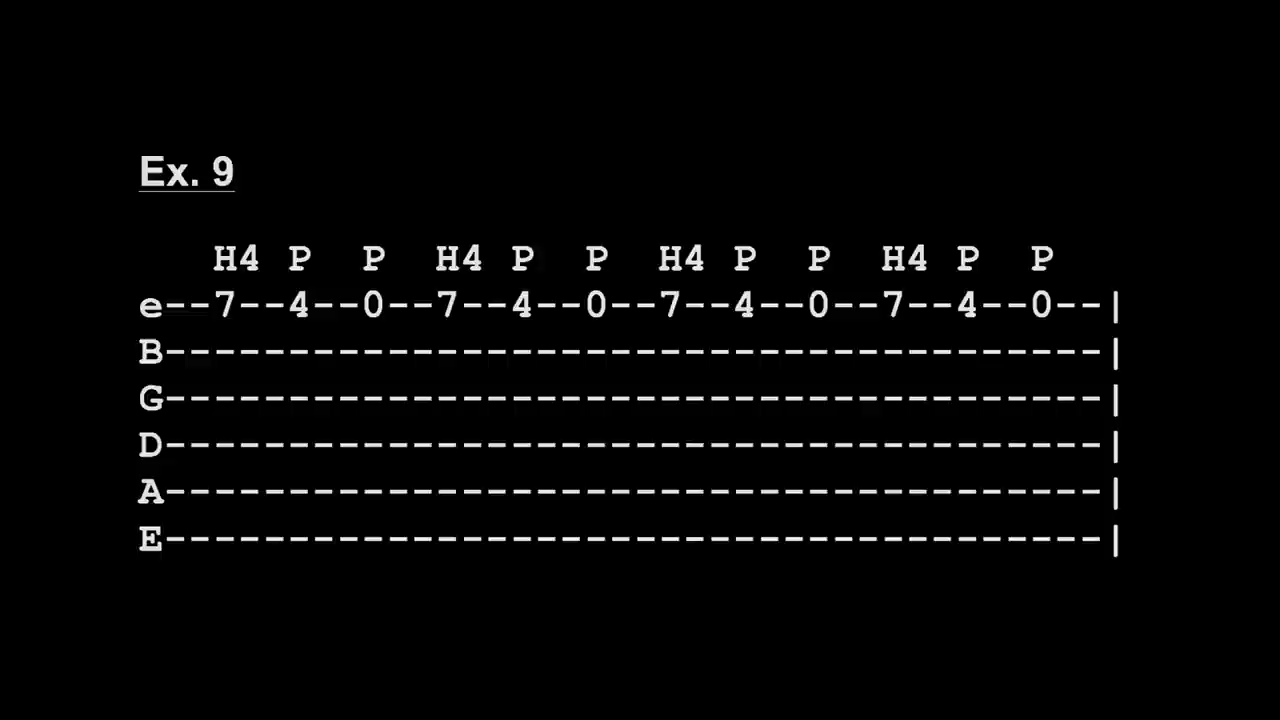 Ex. 9
   H4 P  P  H4 P  P  H4 P  P  H4 P  P
e--7--4--0--7--4--0--7--4--0--7--4--0--|
B--------------------------------------|
G--------------------------------------|
D--------------------------------------|
A--------------------------------------|
E--------------------------------------|